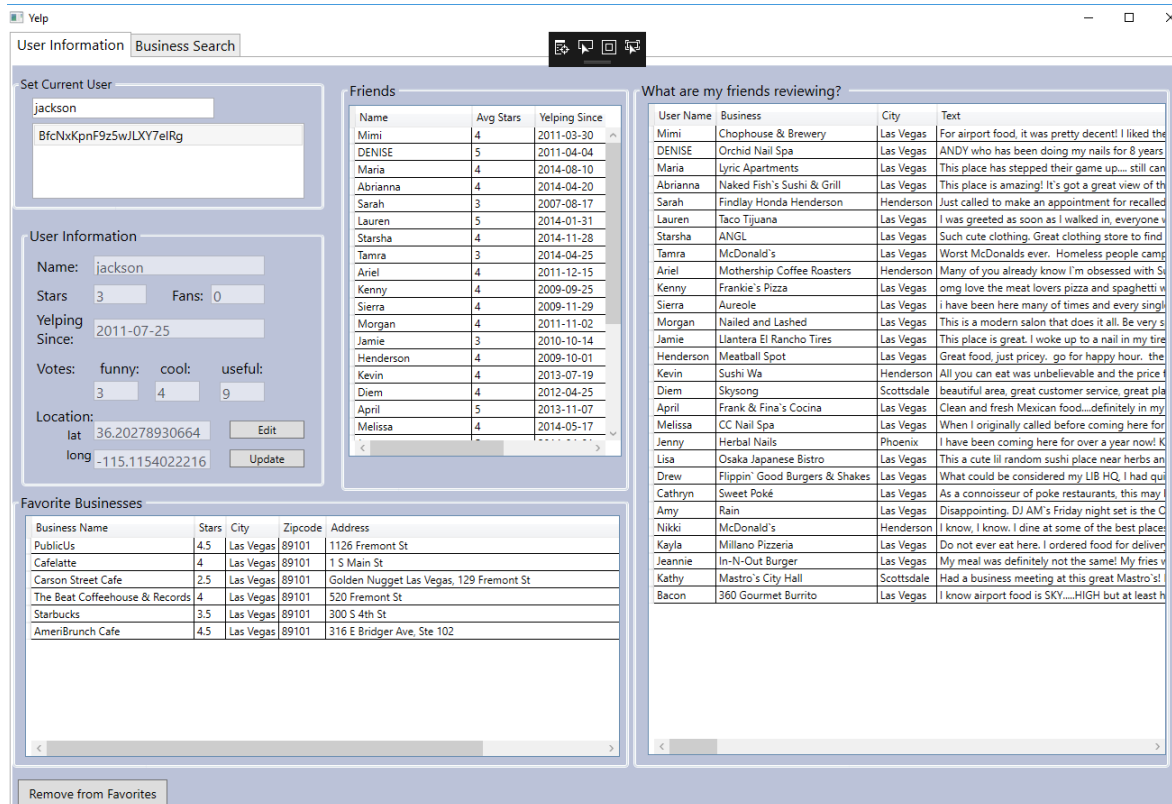 Yelp
User Information Business Search
Set Current User
jackson
BfcNxKpnF9z5wJLXY7elRg
User Information
Name: jackson
Stars 3 Fans: 0
Yelping
Since: 2011-07-25
Votes: funny: cool: useful:
3 4 9
Location:
lat 36.20278930664 Edit
long -115.1154022216 Update
Friends
Name Avg Stars Yelping Since
Mimi 4 2011-03-30
DENISE 5 2011-04-04
Maria 4 2014-08-10
Abrianna 4 2014-04-20
Sarah 3 2007-08-17
Lauren 5 2014-01-31
Starsha 4 2014-11-28
Tamra 3 2014-04-25
Ariel 4 2011-12-15
Kenny 4 2009-09-25
Sierra 4 2009-11-29
Morgan 4 2011-11-02
Jamie 3 2010-10-14
Henderson 4 2009-10-01
Kevin 4 2013-07-19
Diem 4 2012-04-25
April 5 2013-11-07
Melissa 4 2014-05-17
What are my friends reviewing?
User Name Business City Text
Mimi Chophouse & Brewery Las Vegas For airport food, it was pretty decent! I liked the
DENISE Orchid Nail Spa Las Vegas ANDY who has been doing my nails for 8 years
Maria Lyric Apartments Las Vegas This place has stepped their game up.... still can
Abrianna Naked Fish's Sushi & Grill Las Vegas This place is amazing! It`s got a great view of th
Sarah Findlay Honda Henderson Henderson Just called to make an appointment for recalled
Lauren Taco Tijuana Las Vegas I was greeted as soon as I walked in, everyone w
Starsha ANGL Las Vegas Such cute clothing. Great clothing store to find
Tamra McDonald`s Las Vegas Worst McDonalds ever. Homeless people camp
Ariel Mothership Coffee Roasters Henderson Many of you already know I`m obsessed with Su
Kenny Frankie`s Pizza Las Vegas omg love the meat lovers pizza and spaghetti w
Sierra Aureole Las Vegas i have been here many of times and every singl
Morgan Nailed and Lashed Las Vegas This is a modern salon that does it all. Be very s
Jamie Llantera El Rancho Tires Las Vegas This place is great. I woke up to a nail in my tire
Henderson Meatball Spot Las Vegas Great food, just pricey. go for happy hour. the
Kevin Sushi Wa Henderson All you can eat was unbelievable and the price f
Diem Skysong Scottsdale beautiful area, great customer service, great pla
April Frank & Fina`s Cocina Las Vegas Clean and fresh Mexican food....definitely in my
Melissa CC Nail Spa Las Vegas When I originally called before coming here for
Jenny Herbal Nails Phoenix I have been coming here for over a year now! K
Lisa Osaka Japanese Bistro Las Vegas This a cute lil random sushi place near herbs an
Drew Flippin` Good Burgers & Shakes Las Vegas What could be considered my LIB HQ, I had qui
Cathryn Sweet Poké Las Vegas As a connoisseur of poke restaurants, this may
Amy Rain Las Vegas Disappointing. DJ AM`s Friday night set is the O
Nikki McDonald`s Henderson I know, I know. I dine at some of the best places
Kayla Millano Pizzeria Las Vegas Do not ever eat here. I ordered food for deliver
Jeannie In-N-Out Burger Las Vegas My meal was definitely not the same! My fries w
Kathy Mastro`s City Hall Scottsdale Had a business meeting at this great Mastro`s!
Bacon 360 Gourmet Burrito Las Vegas I know airport food is SKY.....HIGH but at least h
Favorite Businesses
Business Name Stars City Zipcode Address
PublicUs 4.5 Las Vegas 89101 1126 Fremont St
Cafelatte 4 Las Vegas 89101 1 S Main St
Carson Street Cafe 2.5 Las Vegas 89101 Golden Nugget Las Vegas, 129 Fremont St
The Beat Coffeehouse & Records 4 Las Vegas 89101 520 Fremont St
Starbucks 3.5 Las Vegas 89101 300 S 4th St
AmeriBrunch Cafe 4.5 Las Vegas 89101 316 E Bridger Ave, Ste 102
Remove from Favorites